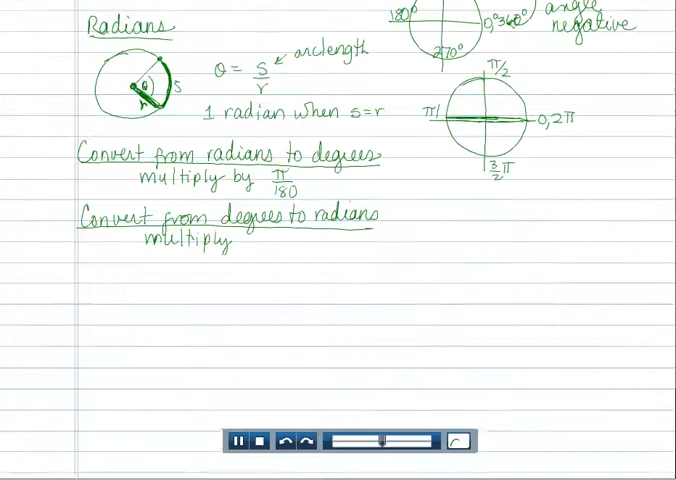 180°
0,°360°
270°
angle
negative
Radians
θ
r
s
θ = s/r
arclength
1 radian when s=r
π/2
π
0, 2π
3/2 π
Convert from radians to degrees
multiply by π/180
Convert from degrees to radians
multiply